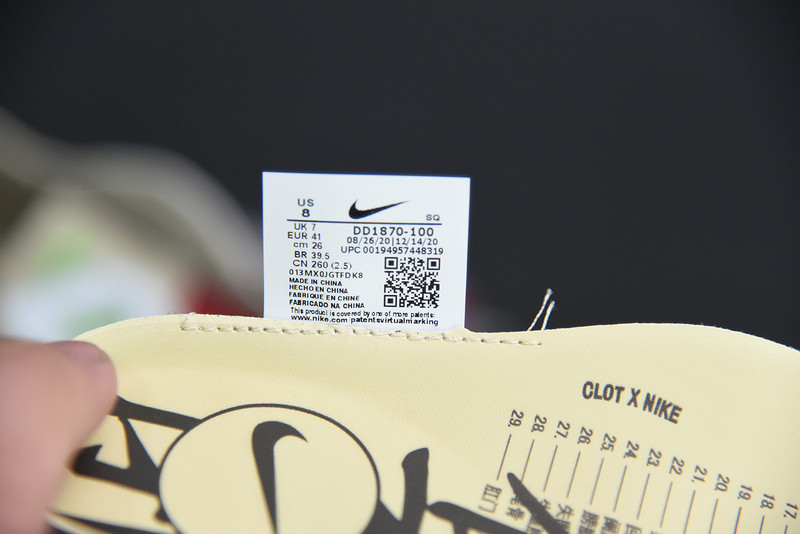 US
8
SQ
UK 7
EUR 41
cm 26
BR 39.5
CN 260 (2.5)
DD1870-100
08/26/20|12/14/20
UPC 00194957448319
013MX0JGTFDK8
MADE IN CHINA
HECHO EN CHINA
FABRIQUE EN CHINE
FABRICADO NA CHINA
This product is covered by one of more patents:
www.nike.com patentsvirtualmarking
CLOT X NIKE
29.
28.
27.
26.
25.
24.
23.
22.
21.
20.
19.
18.
17.
肛门